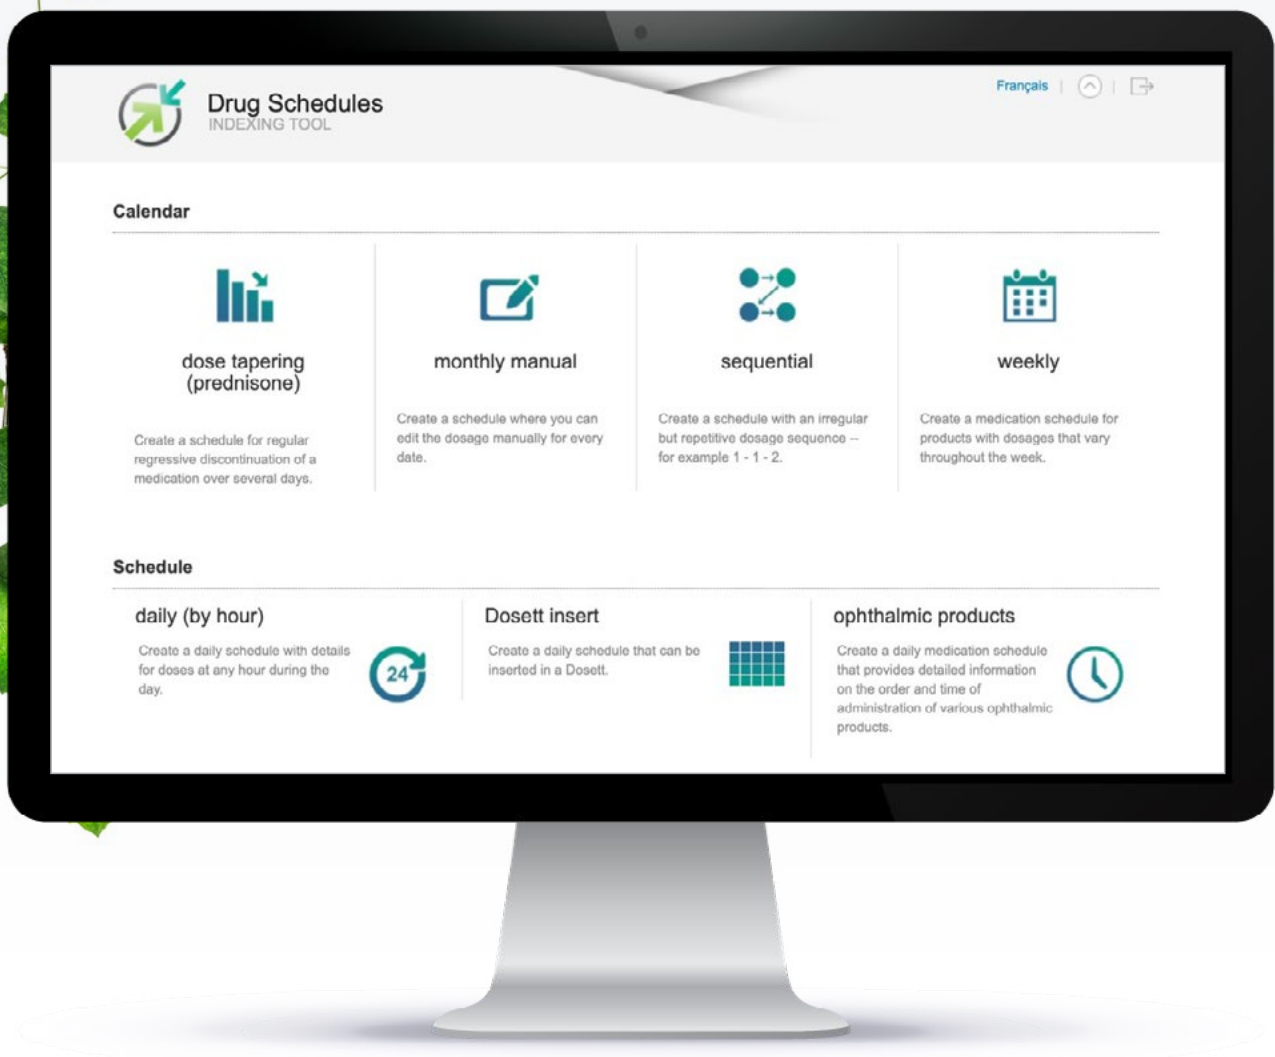 Drug Schedules
INDEXING TOOL
Français
Calendar
dose tapering
(prednisone)
Create a schedule for regular
regressive discontinuation of a
medication over several days.
monthly manual
Create a schedule where you can
edit the dosage manually for every
date.
sequential
Create a schedule with an irregular
but repetitive dosage sequence --
for example 1 - 1 - 2.
weekly
Create a medication schedule for
products with dosages that vary
throughout the week.
Schedule
daily (by hour)
Create a daily schedule with details
for doses at any hour during the
day.
24
Dosett insert
Create a daily schedule that can be
inserted in a Dosett.
ophthalmic products
Create a daily medication schedule
that provides detailed information
on the order and time of
administration of various ophthalmic
products.